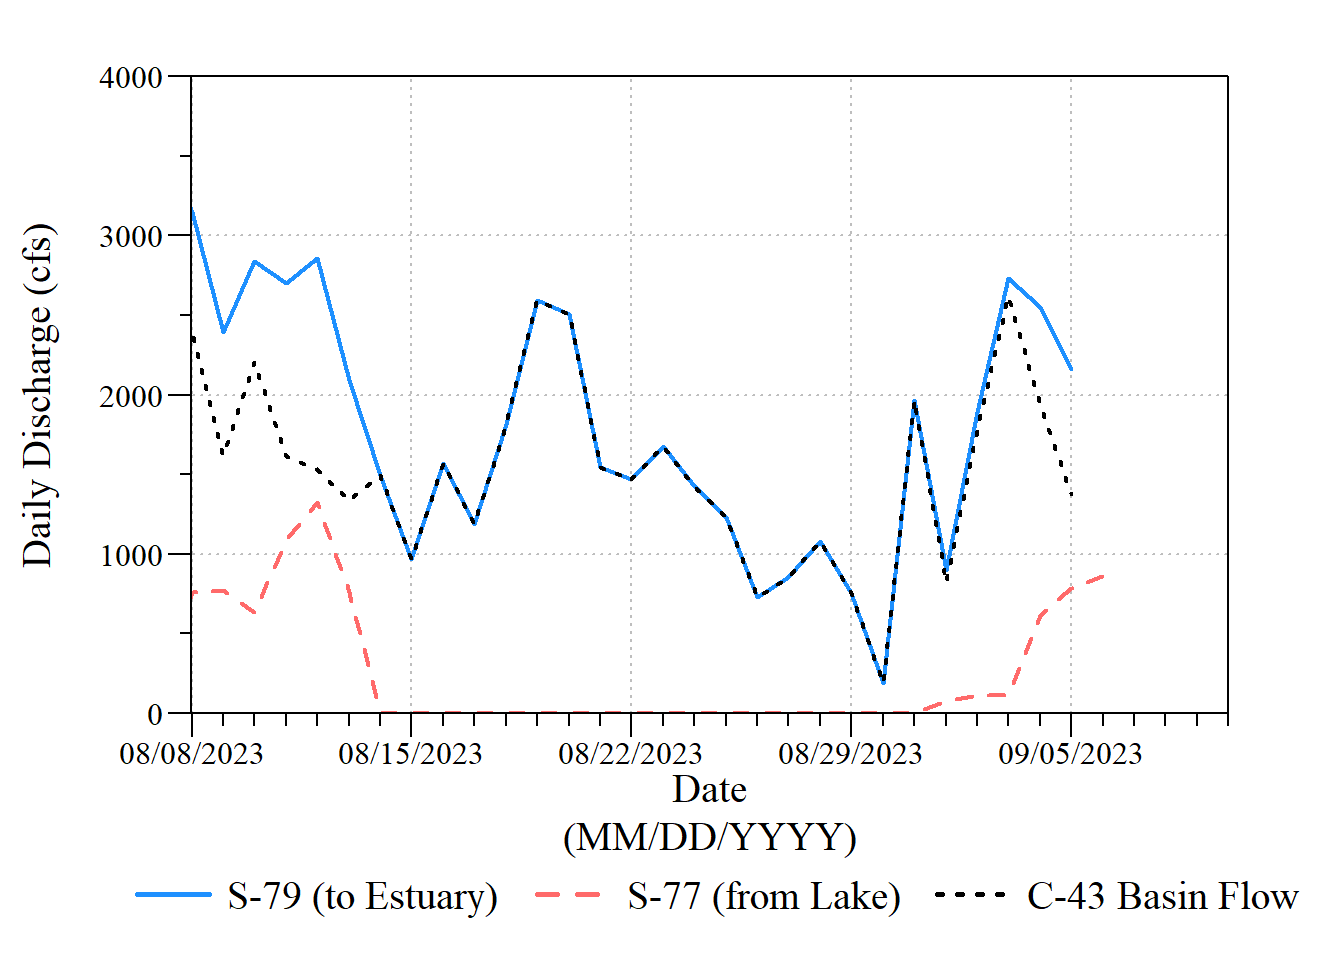 4000
3000
2000
1000
0
Daily Discharge (cfs)
08/08/2023 08/15/2023 08/22/2023 08/29/2023 09/05/2023
Date
(MM/DD/YYYY)
S-79 (to Estuary) S-77 (from Lake) C-43 Basin Flow